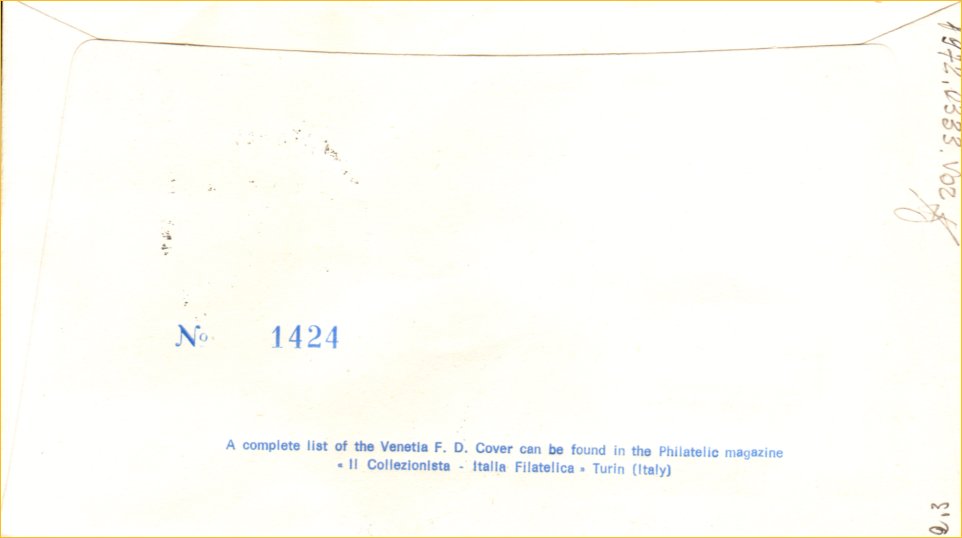 No. 1424
A complete list of the Venetia F. D. Cover can be found in the Philatelic magazine
« Il Collezionista - Italia Filatelica » Turin (Italy)
1972.0383.V02